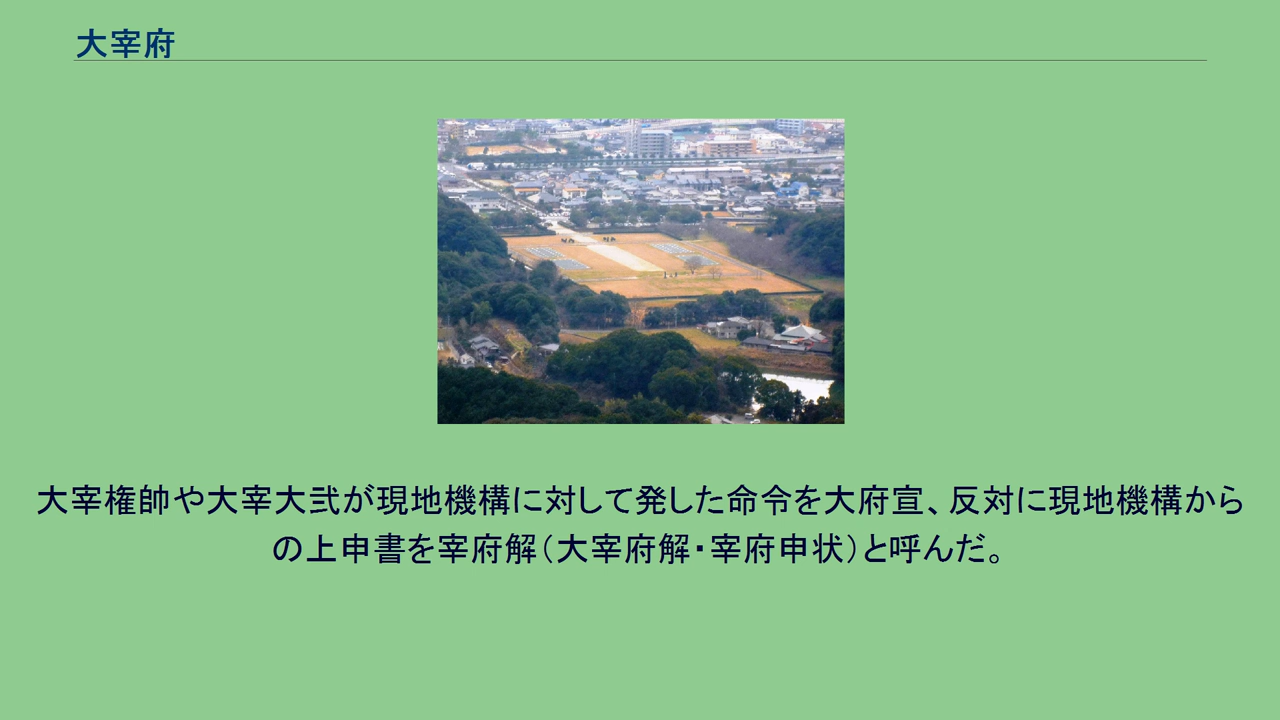 大宰府
大宰権帥や大宰大弐が現地機構に対して発した命令を大府宣、反対に現地機構から
の上申書を宰府解（大宰府解・宰府申状）と呼んだ。